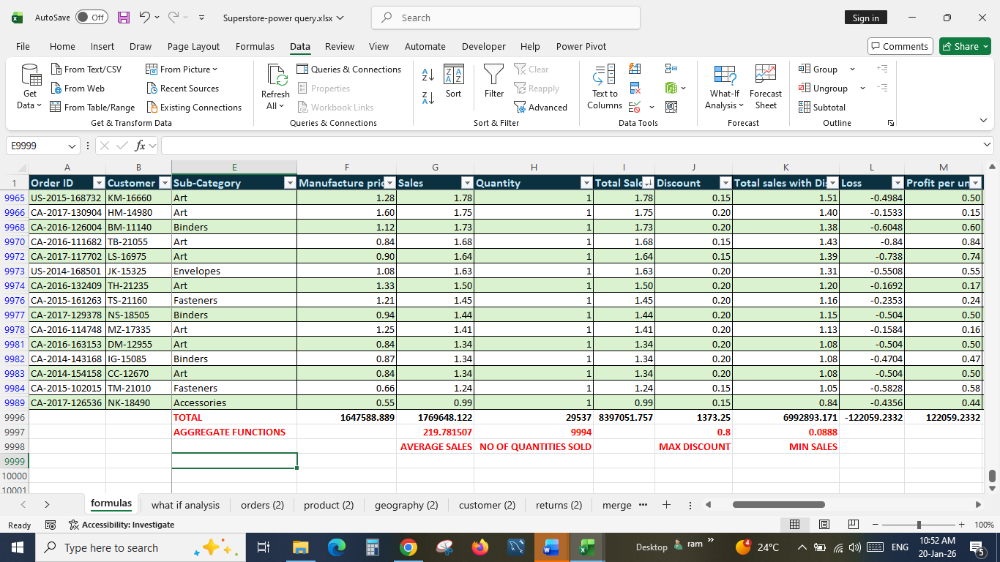 AutoSave Off Superstore-power query.xlsx Search Sign in
File Home Insert Draw Page Layout Formulas Data Review View Automate Developer Help Power Pivot Comments Share
Get Data
From Text/CSV
From Web
From Table/Range
From Picture
Recent Sources
Existing Connections
Get & Transform Data
Refresh All
Queries & Connections
Properties
Workbook Links
Queries & Connections
Sort
Filter
Clear
Reapply
Advanced
Sort & Filter
Text to Columns
Data Tools
What-If Analysis
Forecast Sheet
Forecast
Group
Ungroup
Subtotal
Outline
E9999 fx
A B E F G H I J K L M
1 Order ID Customer Sub-Category Manufacture pric Sales Quantity Total Sale Discount Total sales with Dis Loss Profit per un
9965 US-2015-168732 KM-16660 Art 1.28 1.78 1 1.78 0.15 1.51 -0.4984 0.50
9966 CA-2017-130904 HM-14980 Art 1.60 1.75 1 1.75 0.20 1.40 -0.1533 0.15
9968 CA-2016-126004 BM-11140 Binders 1.12 1.73 1 1.73 0.20 1.38 -0.6048 0.60
9970 CA-2016-111682 TB-21055 Art 0.84 1.68 1 1.68 0.15 1.43 -0.84 0.84
9972 CA-2017-117702 LS-16975 Art 0.90 1.64 1 1.64 0.15 1.39 -0.738 0.74
9973 US-2014-168501 JK-15325 Envelopes 1.08 1.63 1 1.63 0.20 1.31 -0.5508 0.55
9974 CA-2016-132409 TH-21235 Art 1.33 1.50 1 1.50 0.20 1.20 -0.1692 0.17
9976 CA-2015-161263 TS-21160 Fasteners 1.21 1.45 1 1.45 0.20 1.16 -0.2353 0.24
9977 CA-2017-129378 NS-18505 Binders 0.94 1.44 1 1.44 0.20 1.15 -0.504 0.50
9978 CA-2016-114748 MZ-17335 Art 1.25 1.41 1 1.41 0.20 1.13 -0.1584 0.16
9981 CA-2016-163153 DM-12955 Art 0.84 1.34 1 1.34 0.20 1.08 -0.504 0.50
9982 CA-2014-143168 IG-15085 Binders 0.87 1.34 1 1.34 0.20 1.08 -0.4704 0.47
9983 CA-2014-154158 CC-12670 Art 0.84 1.34 1 1.34 0.20 1.08 -0.504 0.50
9984 CA-2015-102015 TM-21010 Fasteners 0.66 1.24 1 1.24 0.15 1.05 -0.5828 0.58
9989 CA-2017-126536 NK-18490 Accessories 0.55 0.99 1 0.99 0.15 0.84 -0.4356 0.44
9996 TOTAL 1647588.889 1769648.122 29537 8397051.757 1373.25 6992893.171 -122059.2332 122059.2332
9997 AGGREGATE FUNCTIONS 219.781507 9994 0.8 0.0888
9998 AVERAGE SALES NO OF QUANTITIES SOLD MAX DISCOUNT MIN SALES
9999
10000
10001
formulas what if analysis orders (2) product (2) geography (2) customer (2) returns (2) merge
Ready Accessibility: Investigate 100%
Type here to search Desktop ram 4 24°C ENG 10:52 AM
20-Jan-26 5